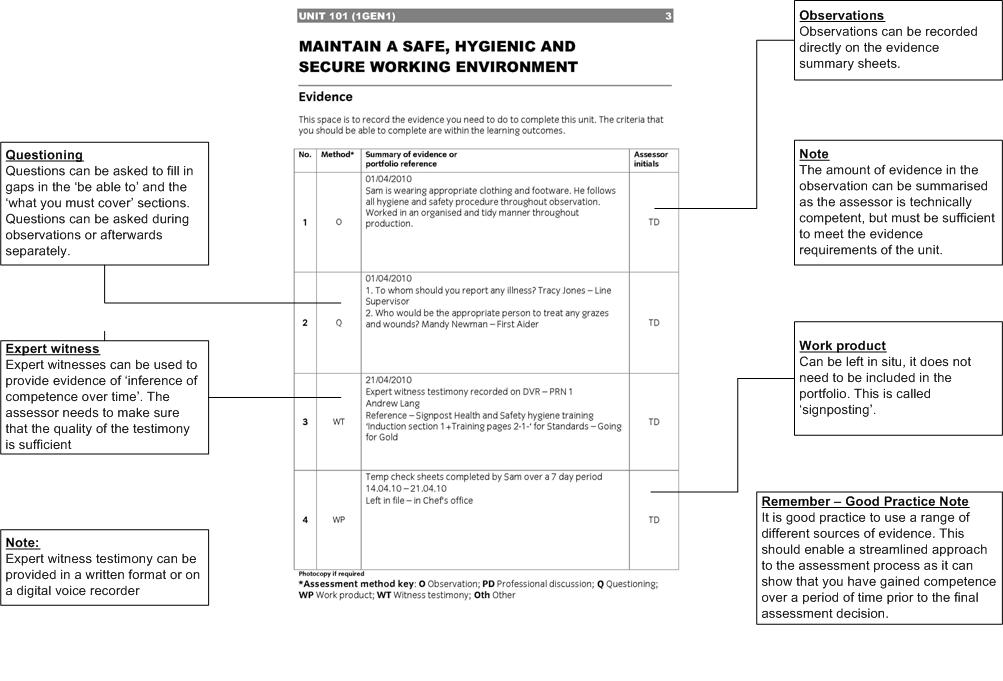 UNIT 101 (1GEN1) 3
MAINTAIN A SAFE, HYGIENIC AND
SECURE WORKING ENVIRONMENT
Evidence
This space is to record the evidence you need to do to complete this unit. The criteria that
you should be able to complete are within the learning outcomes.
No. Method* Summary of evidence or
portfolio reference
Assessor
initials
1 O
01/04/2010
Sam is wearing appropriate clothing and footware. He follows
all hygiene and safety procedure throughout observation.
Worked in an organised and tidy manner throughout
production.
TD
2 Q
01/04/2010
1. To whom should you report any illness? Tracy Jones – Line
Supervisor
2. Who would be the appropriate person to treat any grazes
and wounds? Mandy Newman – First Aider
TD
3 WT
21/04/2010
Expert witness testimony recorded on DVR – PRN 1
Andrew Lang
Reference – Signpost Health and Safety hygiene training
‘Induction section 1+Training pages 2-1-‘ for Standards – Going
for Gold
TD
4 WP
Temp check sheets completed by Sam over a 7 day period
14.04.10 – 21.04.10
Left in file – in Chef’s office
TD
Photocopy if required
*Assessment method key: O Observation; PD Professional discussion; Q Questioning;
WP Work product; WT Witness testimony; Oth Other
Questioning
Questions can be asked to fill in
gaps in the ‘be able to’ and the
‘what you must cover’ sections.
Questions can be asked during
observations or afterwards
separately.
Expert witness
Expert witnesses can be used to
provide evidence of ‘inference of
competence over time’. The
assessor needs to make sure
that the quality of the testimony
is sufficient
Note:
Expert witness testimony can be
provided in a written format or on
a digital voice recorder
Observations
Observations can be recorded
directly on the evidence
summary sheets.
Note
The amount of evidence in the
observation can be summarised
as the assessor is technically
competent, but must be sufficient
to meet the evidence
requirements of the unit.
Work product
Can be left in situ, it does not
need to be included in the
portfolio. This is called
‘signposting’.
Remember – Good Practice Note
It is good practice to use a range of
different sources of evidence. This
should enable a streamlined approach
to the assessment process as it can
show that you have gained competence
over a period of time prior to the final
assessment decision.